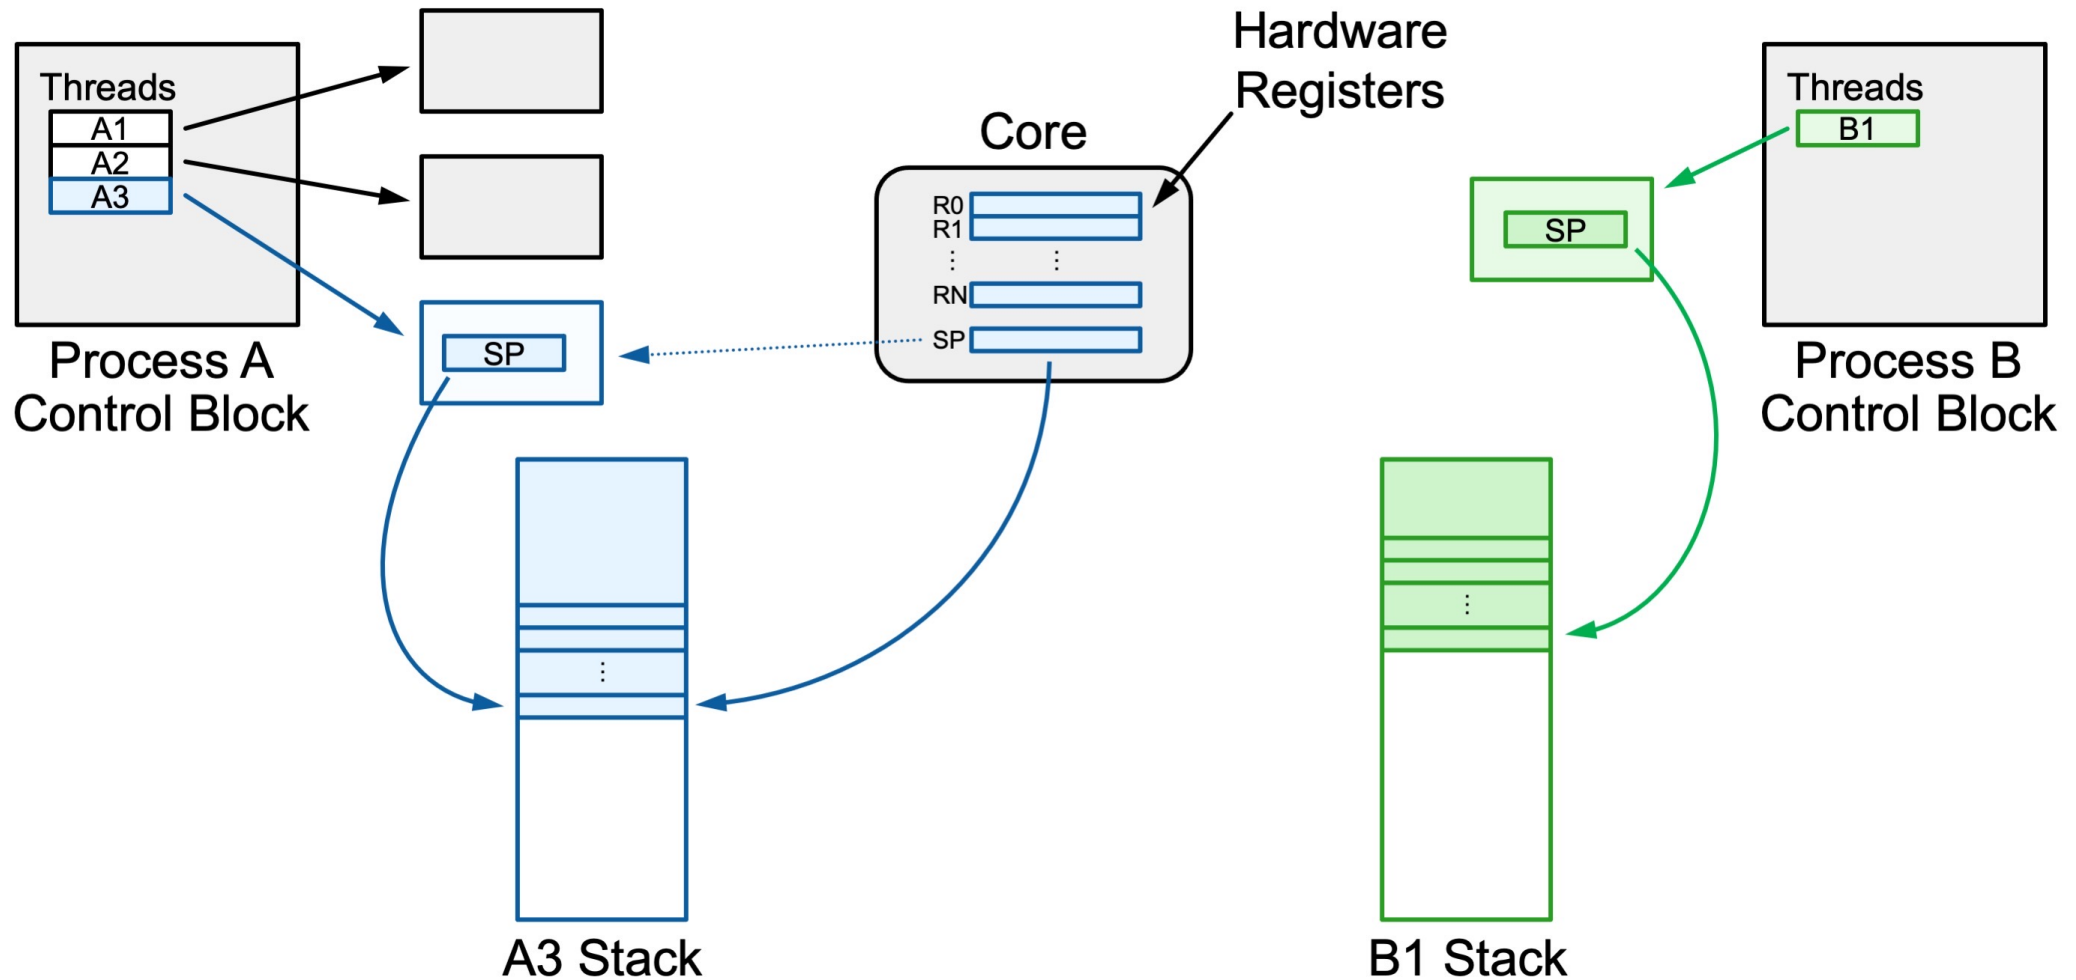 Threads
A1
A2
A3
Process A
Control Block
SP
Core
Hardware
Registers
R0
R1
⋮ ⋮
RN
SP
Threads
B1
SP
Process B
Control Block
⋮
A3 Stack
⋮
B1 Stack